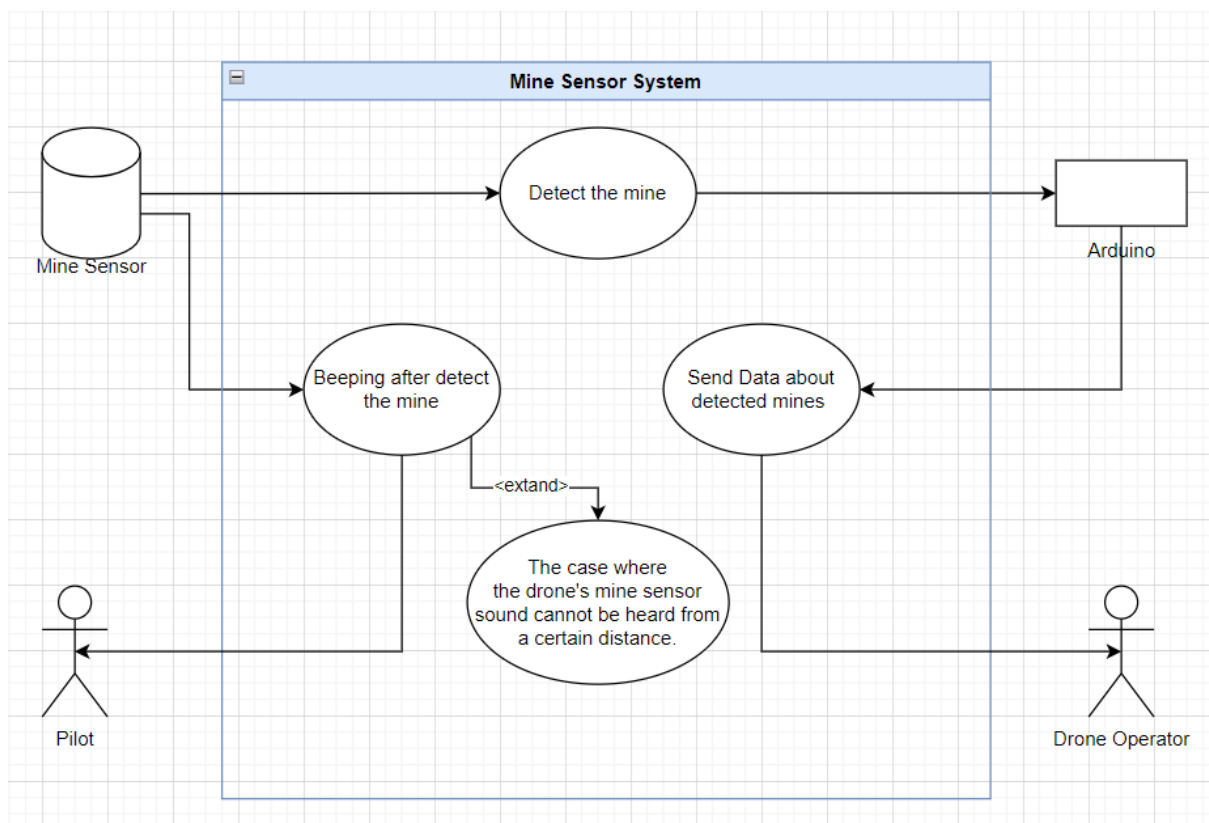 Mine Sensor System
Detect the mine
Mine Sensor
Arduino
Beeping after detect
the mine
Send Data about
detected mines
<extand>
The case where
the drone's mine sensor
sound cannot be heard from
a certain distance.
Pilot
Drone Operator